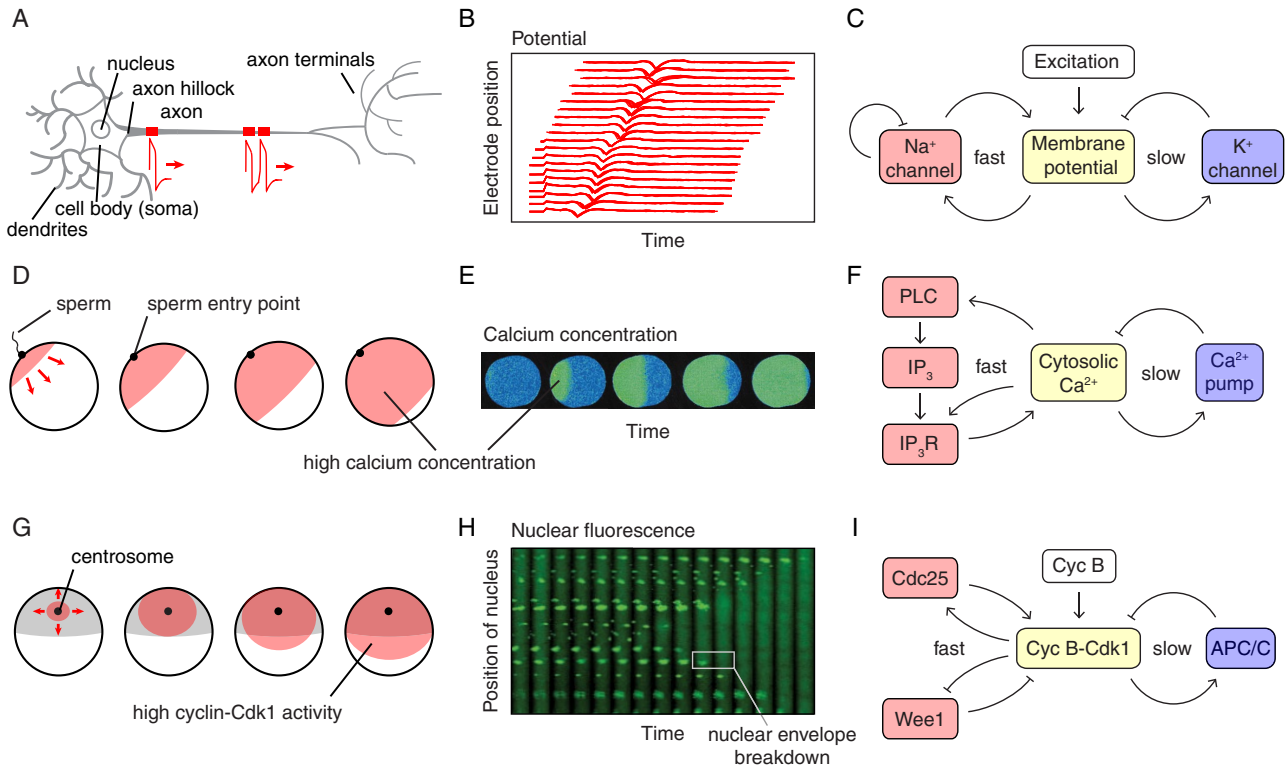 A
nucleus
axon hillock
axon
axon terminals
cell body (soma)
dendrites
B
Potential
Electrode position
Time
C
Excitation
Na⁺
channel
fast
Membrane
potential
slow
K⁺
channel
D
sperm
sperm entry point
high calcium concentration
E
Calcium concentration
Time
F
PLC
IP₃
IP₃R
fast
Cytosolic
Ca²⁺
slow
Ca²⁺
pump
G
centrosome
high cyclin-Cdk1 activity
H
Nuclear fluorescence
Position of nucleus
Time
nuclear envelope
breakdown
I
Cdc25
Cyc B
fast
Cyc B-Cdk1
slow
APC/C
Wee1